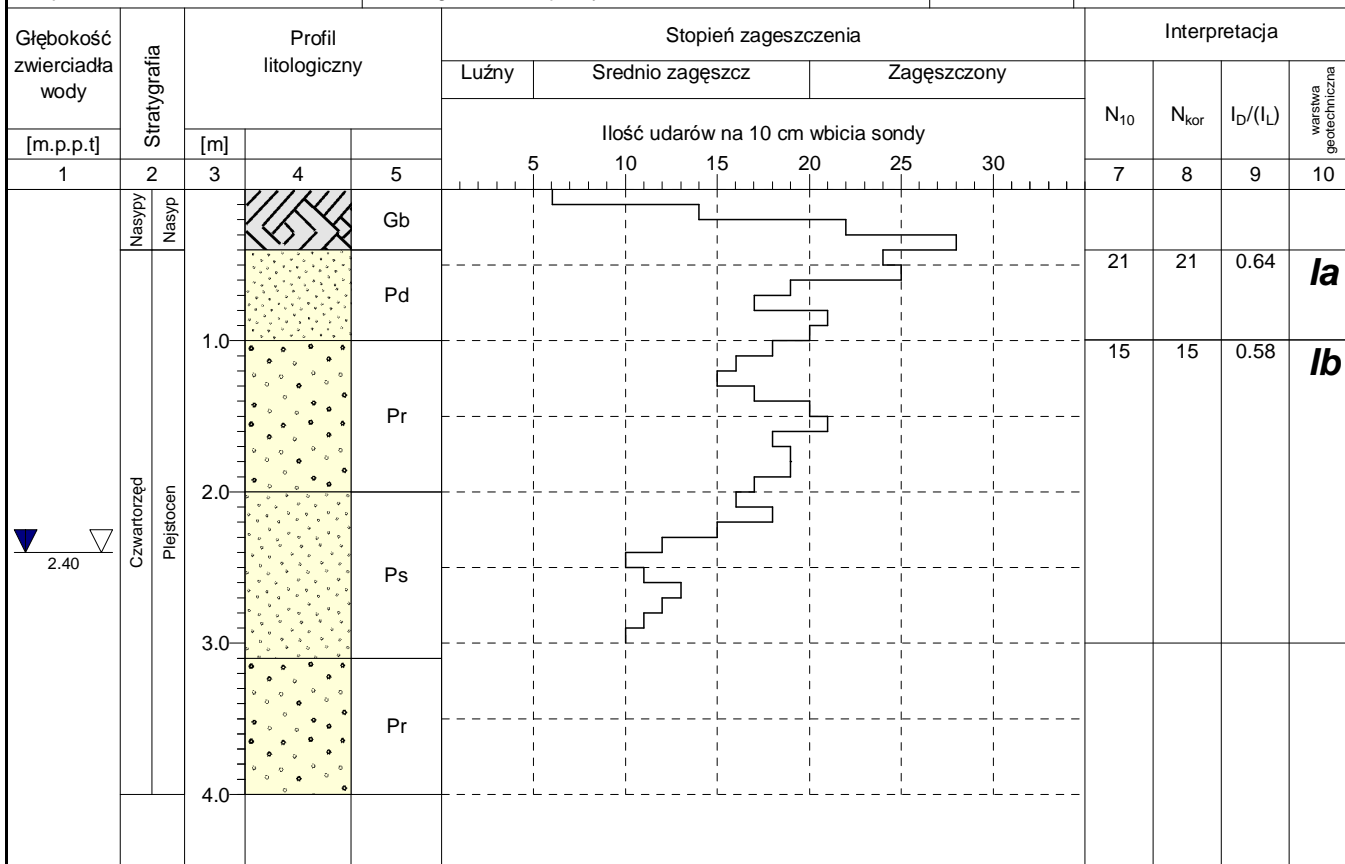 Głębokość
zwierciadła
wody
[m.p.p.t]
Stratygrafia
Profil
litologiczny
[m]
Stopień zageszczenia
Luźny
Srednio zagęszcz
Zagęszczony
Ilość udarów na 10 cm wbicia sondy
5 10 15 20 25 30
Interpretacja
N10
Nkor
ID/(IL)
warstwa
geotechniczna
1 2 3 4 5 7 8 9 10
Nasypy
Nasyp
Gb
Pd
21 21 0.64 Ia
1.0
15 15 0.58 Ib
Pr
2.0
Czwartorzęd
Plejstocen
2.40
Ps
3.0
Pr
4.0